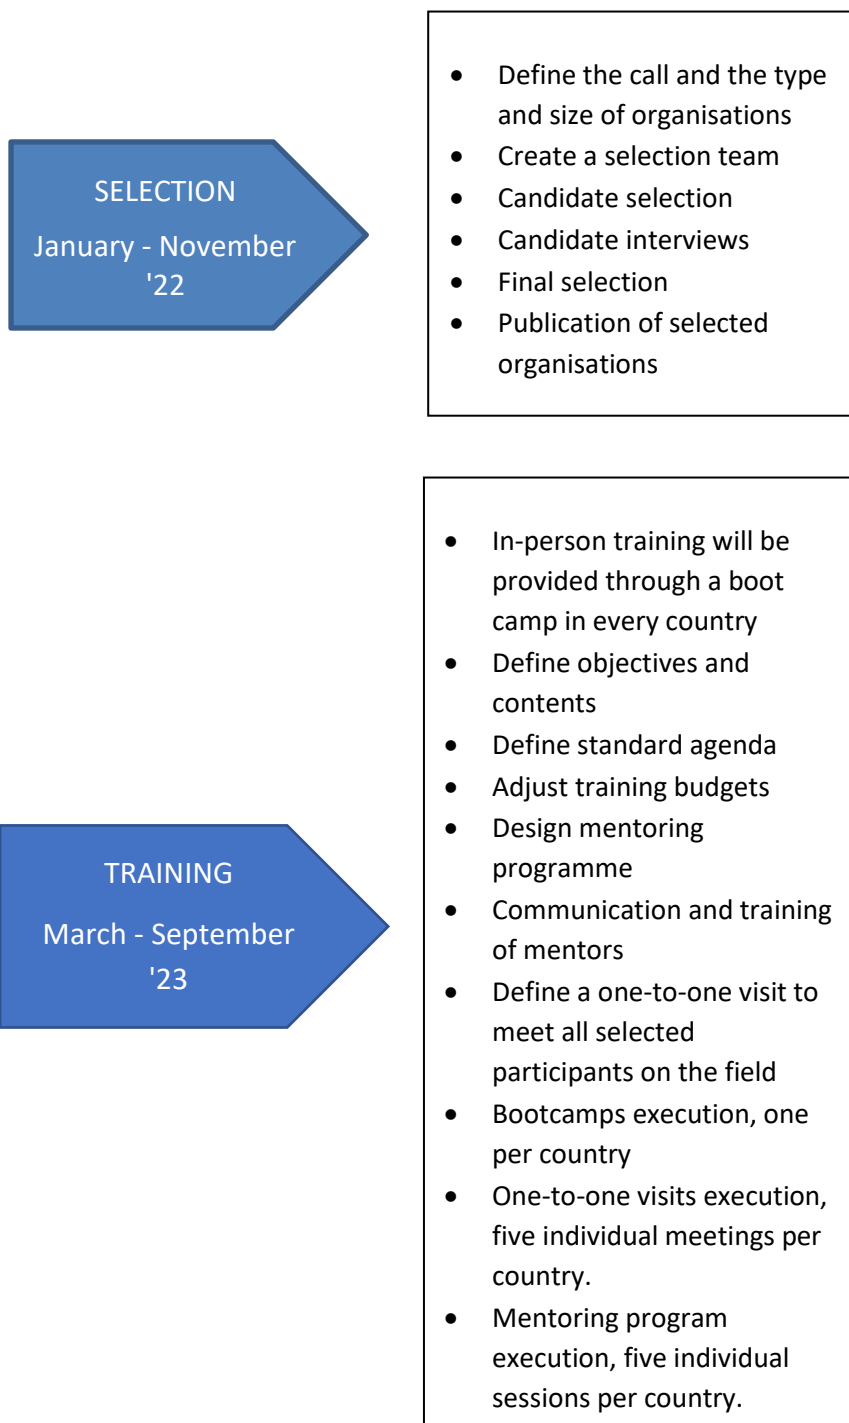 SELECTION
January - November
'22
• Define the call and the type
and size of organisations
• Create a selection team
• Candidate selection
• Candidate interviews
• Final selection
• Publication of selected
organisations
TRAINING
March - September
'23
• In-person training will be
provided through a boot
camp in every country
• Define objectives and
contents
• Define standard agenda
• Adjust training budgets
• Design mentoring
programme
• Communication and training
of mentors
• Define a one-to-one visit to
meet all selected
participants on the field
• Bootcamps execution, one
per country
• One-to-one visits execution,
five individual meetings per
country.
• Mentoring program
execution, five individual
sessions per country.